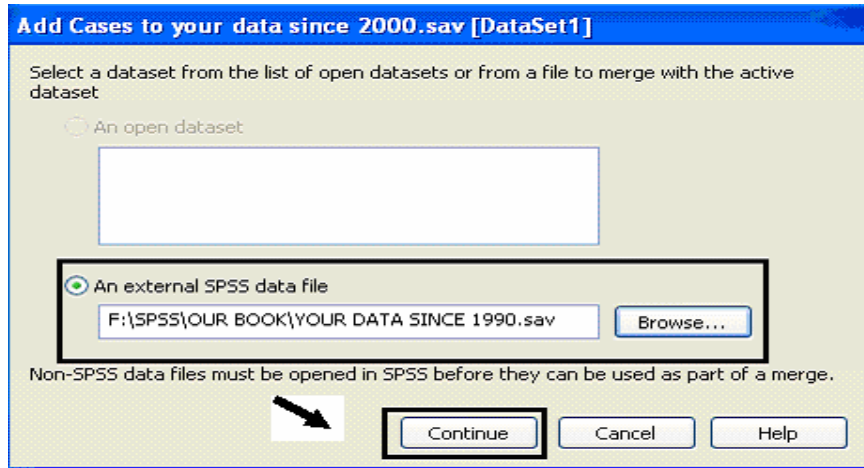 Add Cases to your data since 2000.sav [DataSet1]
Select a dataset from the list of open datasets or from a file to merge with the active
dataset
An open dataset
An external SPSS data file
F:\SPSS\OUR BOOK\YOUR DATA SINCE 1990.sav
Browse...
Non-SPSS data files must be opened in SPSS before they can be used as part of a merge.
Continue
Cancel
Help